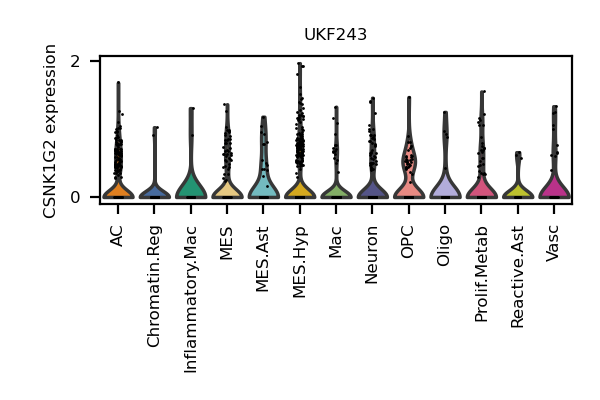 UKF243
CSNK1G2 expression
2
0
AC
Chromatin.Reg
Inflammatory.Mac
MES
MES.Ast
MES.Hyp
Mac
Neuron
OPC
Oligo
Prolif.Metab
Reactive.Ast
Vasc